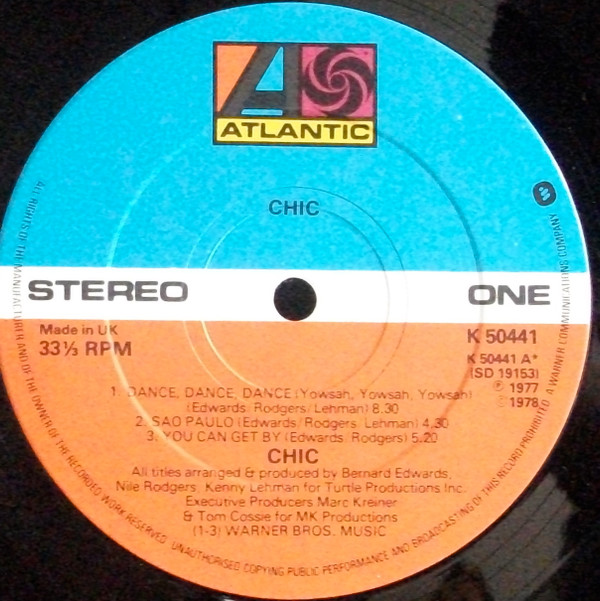 ATLANTIC
CHIC
STEREO
ONE
Made in UK
33⅓ RPM
K 50441
K 50441 A*
(SD 19153)
℗ 1977
© 1978
1. DANCE, DANCE, DANCE (Yowsah, Yowsah, Yowsah)
(Edwards. Rodgers/Lehman) 8.30
2. SAO PAULO (Edwards/Rodgers. Lehman) 4.30
3. YOU CAN GET BY (Edwards. Rodgers) 5.20
CHIC
All titles arranged & produced by Bernard Edwards,
Nile Rodgers, Kenny Lehman for Turtle Productions Inc.
Executive Producers Marc Kreiner
& Tom Cossie for MK Productions
(1-3) WARNER BROS. MUSIC
ALL RIGHTS OF THE MANUFACTURER AND OF THE OWNER OF THE RECORDED WORK RESERVED. UNAUTHORISED COPYING PUBLIC PERFORMANCE AND BROADCASTING OF THIS RECORD PROHIBITED. A WARNER COMMUNICATIONS COMPANY